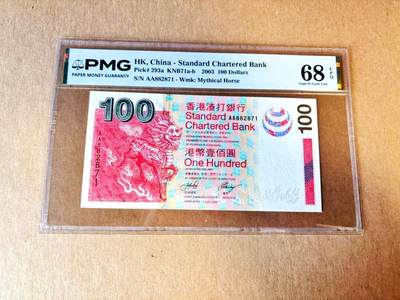 PMG
PAPER MONEY GUARANTY
HK, China - Standard Chartered Bank
Pick# 293a KNB71a-b 2003 100 Dollars
S/N AA882871 - Wmk: Mythical Horse
68
EPQ
Superb Gem Unc
100
香港渣打銀行
AA882871
Standard
Chartered Bank
港幣壹佰圓
One Hundred
AA882871
100